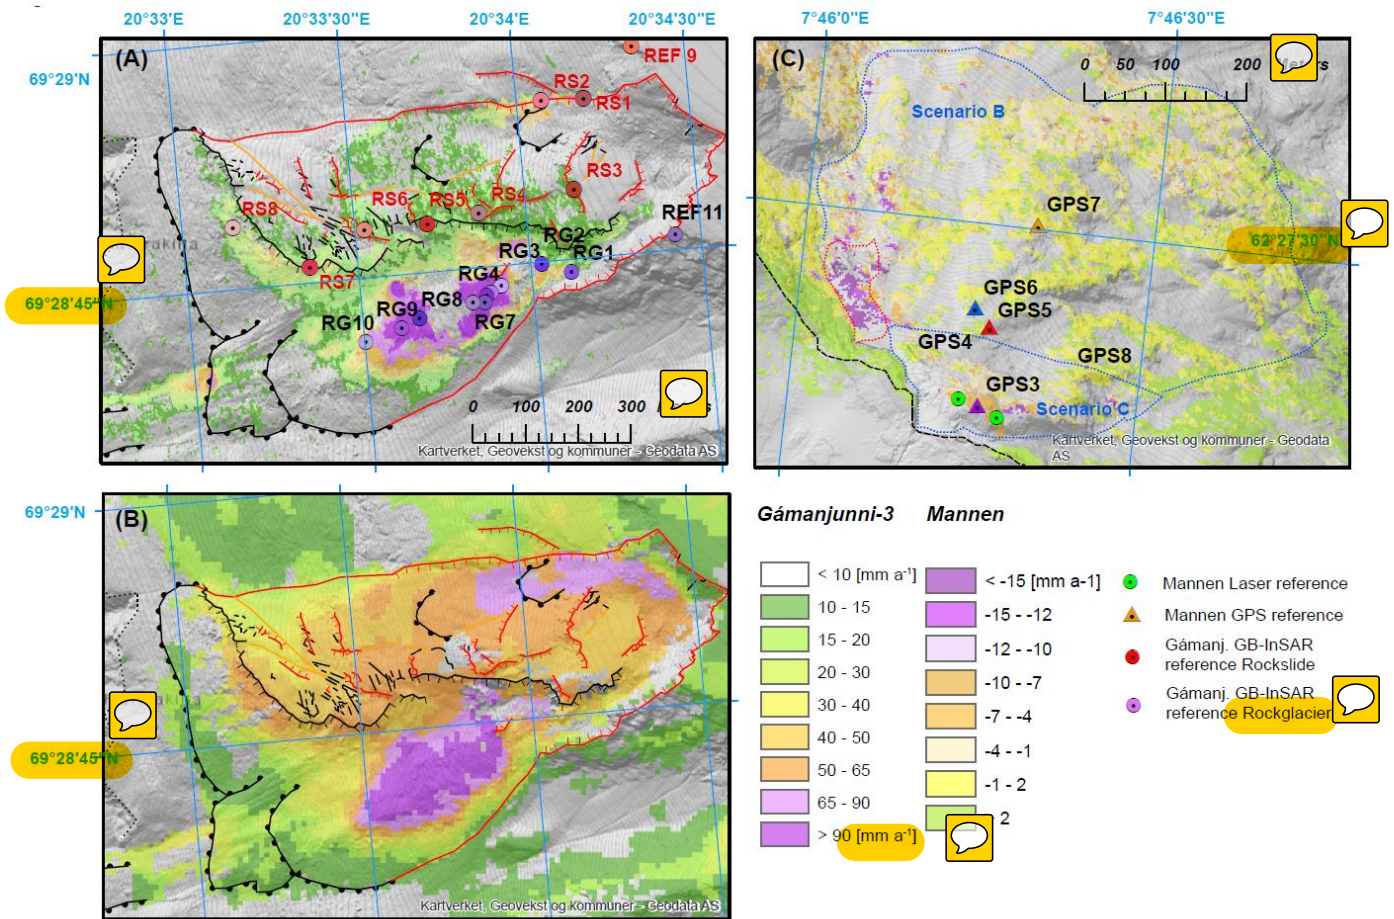 20°33'E
20°33'30"E
20°34'E
20°34'30"E
7°46'0"E
7°46'30"E
(A)
REF 9
69°29'N
RS2
RS1
RS3
RS4
RS5
RS6
RS8
RS7
REF11
RG2
RG3
RG1
RG4
RG8
RG9
RG7
RG10
69°28'45"N
0 100 200 300
Kartverket, Geovekst og kommuner - Geodata AS
(C)
0 50 100 200
Scenario B
GPS7
62°27'30"N
GPS6
GPS5
GPS4
GPS8
GPS3
Scenario C
Kartverket, Geovekst og kommuner - Geodata
AS
69°29'N
(B)
69°28'45"N
Kartverket, Geovekst og kommuner - Geodata AS
Gámanjunni-3 Mannen
< 10 [mm a⁻¹]
10 - 15
15 - 20
20 - 30
30 - 40
40 - 50
50 - 65
65 - 90
> 90 [mm a⁻¹]
< -15 [mm a-1]
-15 - -12
-12 - -10
-10 - -7
-7 - -4
-4 - -1
-1 - 2
2
Mannen Laser reference
Mannen GPS reference
Gámanj. GB-InSAR
reference Rockslide
Gámanj. GB-InSAR
reference Rockglacier